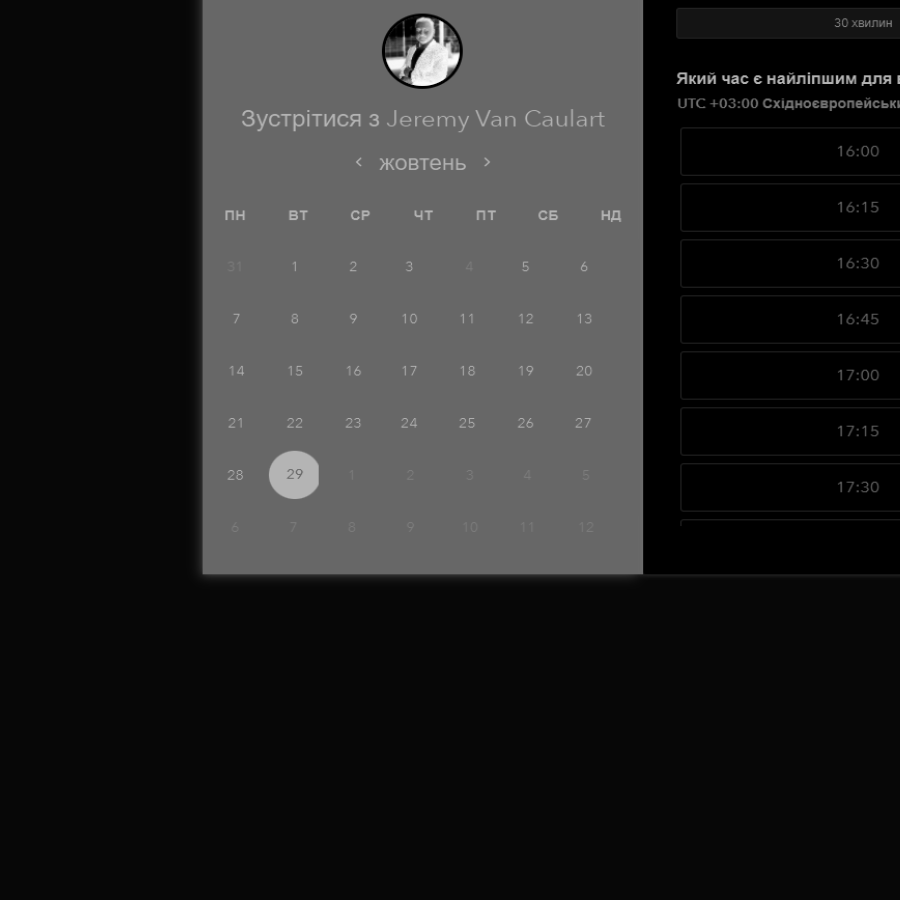 Зустрітися з Jeremy Van Caulart
жовтень
ПН ВТ СР ЧТ ПТ СБ НД
31 1 2 3 4 5 6
7 8 9 10 11 12 13
14 15 16 17 18 19 20
21 22 23 24 25 26 27
28 29 1 2 3 4 5
6 7 8 9 10 11 12
30 хвилин
Який час є найліпшим для
UTC +03:00 Східноєвропейськ
16:00
16:15
16:30
16:45
17:00
17:15
17:30